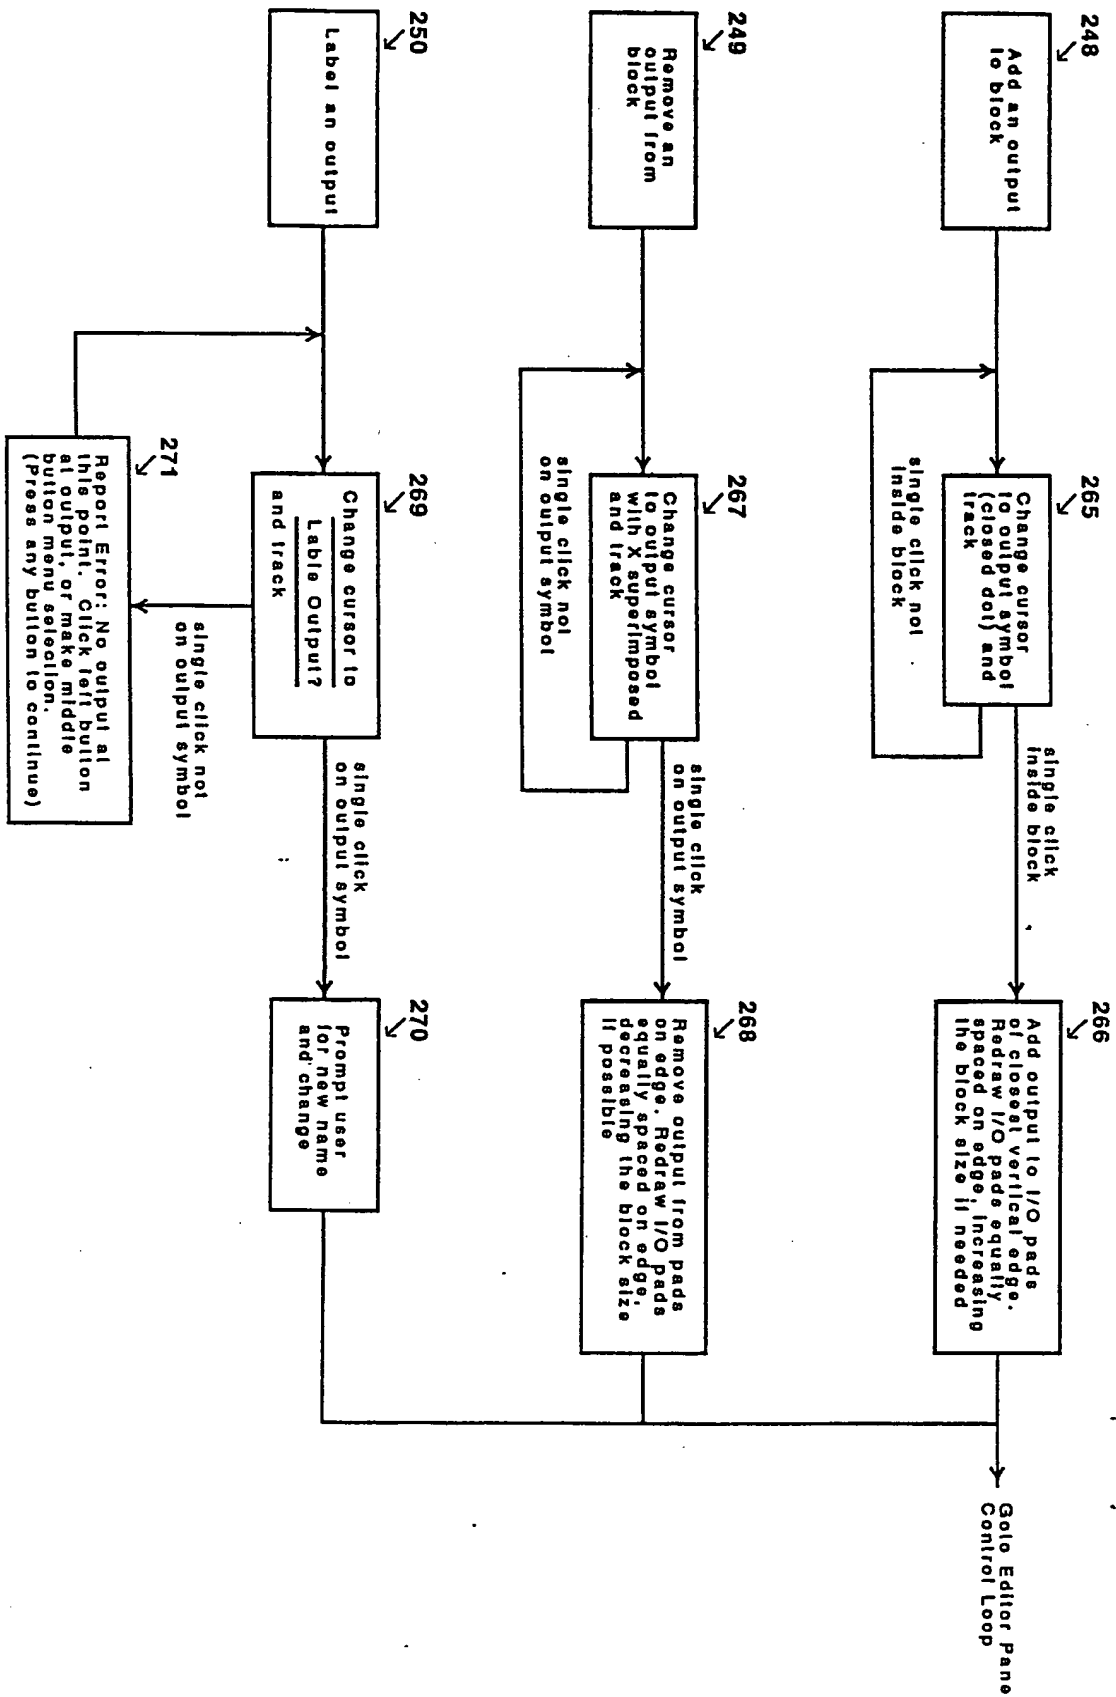 248
Add an output
to block
265
Change cursor
to output symbol
(closed dot) and
track
single click not
inside block
single click
inside block
266
Add output to I/O pads
of closest vertical edge.
Redraw I/O pads equally
spaced on edge, increasing
the block size if needed
Goto Editor Pane
Control Loop
249
Remove an
output from
block
267
Change cursor
to output symbol
with X superimposed
and track
single click not
on output symbol
single click
on output symbol
268
Remove output from pads
on edge. Redraw I/O pads
equally spaced on edge,
decreasing the block size
if possible
250
Label an output
269
Change cursor to
Lable Output?
and track
single click
on output symbol
270
Prompt user
for new name
and change
single click not
on output symbol
271
Report Error: No output at
this point. Click left button
at output, or make middle
button menu selection.
(Press any button to continue)